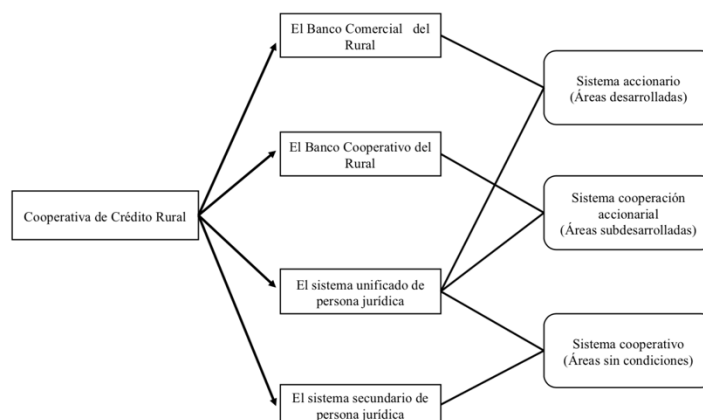 El Banco Comercial del
Rural
Sistema accionario
(Áreas desarrolladas)
El Banco Cooperativo del
Rural
Cooperativa de Crédito Rural
Sistema cooperación
accionarial
(Áreas subdesarrolladas)
El sistema unificado de
persona jurídica
Sistema cooperativo
(Áreas sin condiciones)
El sistema secundario de
persona jurídica